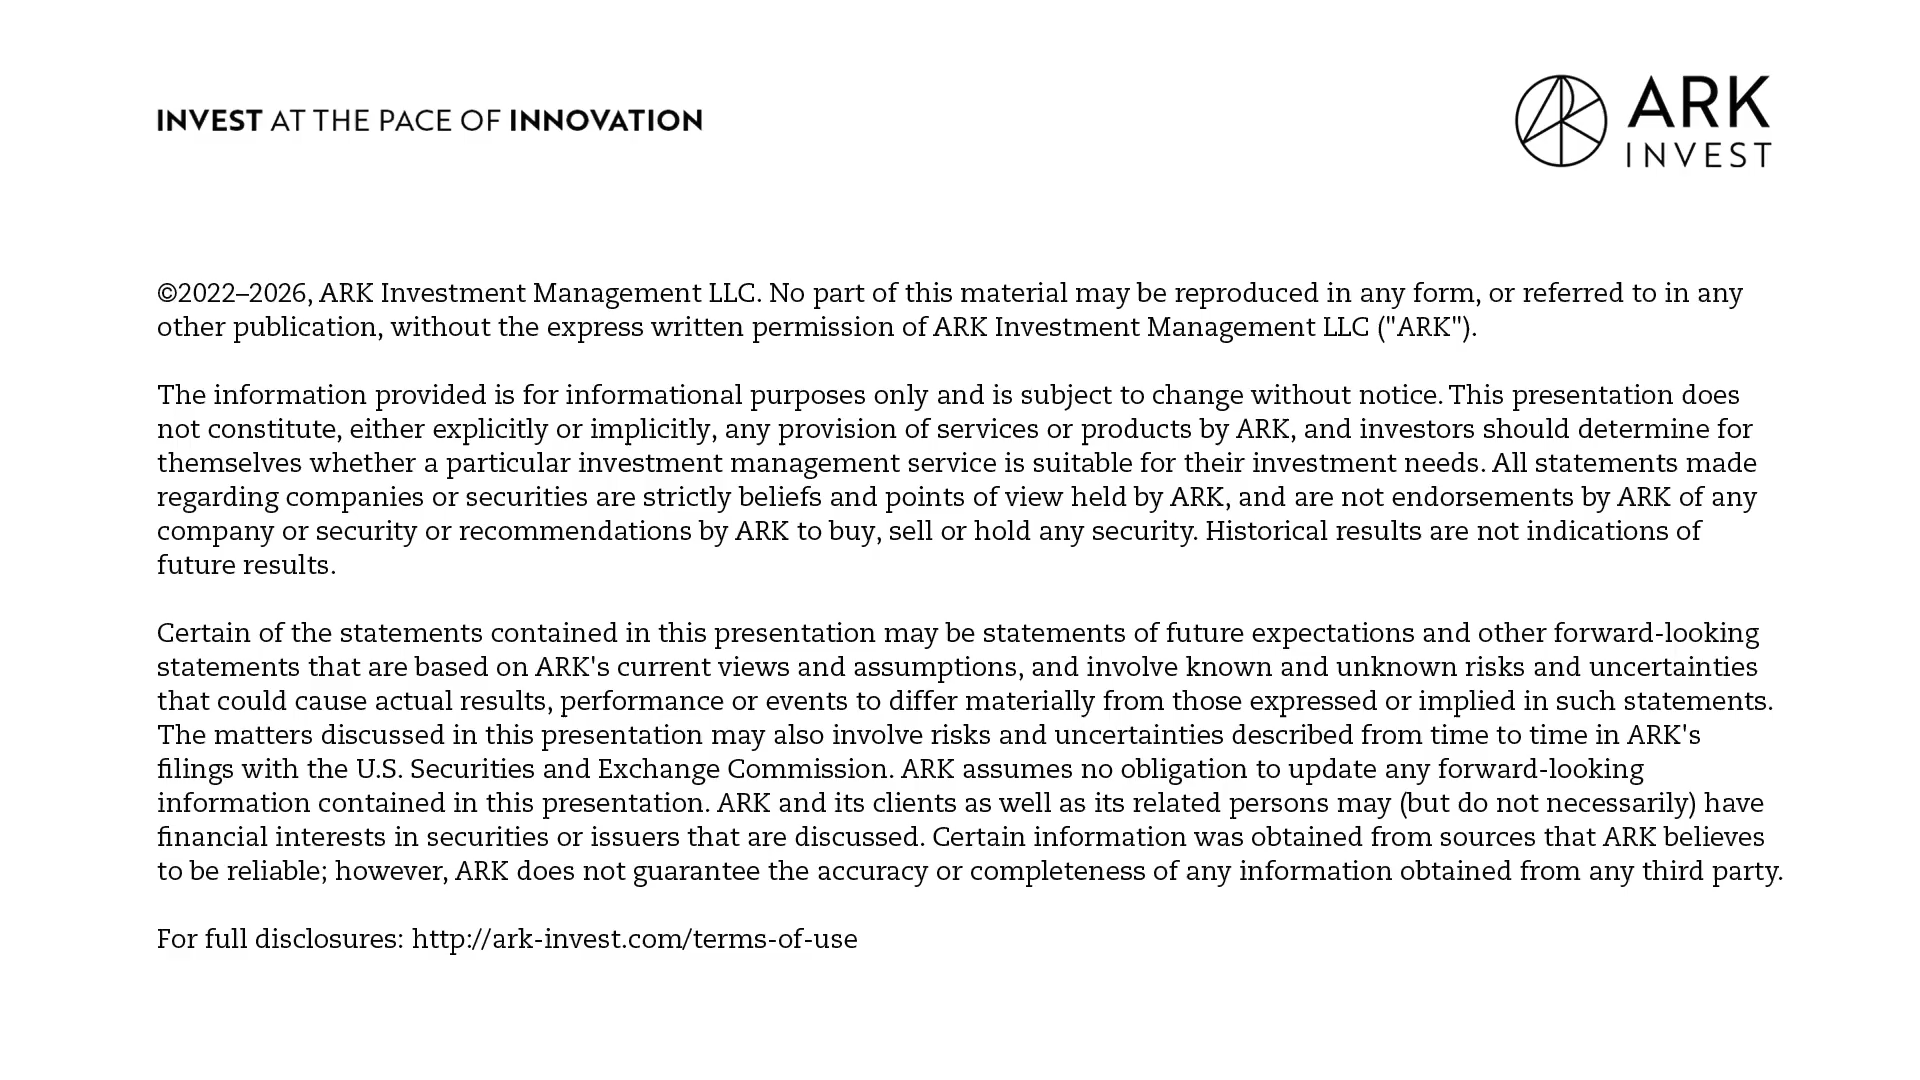 INVEST AT THE PACE OF INNOVATION
ARK
INVEST
©2022–2026, ARK Investment Management LLC. No part of this material may be reproduced in any form, or referred to in any
other publication, without the express written permission of ARK Investment Management LLC ("ARK").
The information provided is for informational purposes only and is subject to change without notice. This presentation does
not constitute, either explicitly or implicitly, any provision of services or products by ARK, and investors should determine for
themselves whether a particular investment management service is suitable for their investment needs. All statements made
regarding companies or securities are strictly beliefs and points of view held by ARK, and are not endorsements by ARK of any
company or security or recommendations by ARK to buy, sell or hold any security. Historical results are not indications of
future results.
Certain of the statements contained in this presentation may be statements of future expectations and other forward-looking
statements that are based on ARK's current views and assumptions, and involve known and unknown risks and uncertainties
that could cause actual results, performance or events to differ materially from those expressed or implied in such statements.
The matters discussed in this presentation may also involve risks and uncertainties described from time to time in ARK's
filings with the U.S. Securities and Exchange Commission. ARK assumes no obligation to update any forward-looking
information contained in this presentation. ARK and its clients as well as its related persons may (but do not necessarily) have
financial interests in securities or issuers that are discussed. Certain information was obtained from sources that ARK believes
to be reliable; however, ARK does not guarantee the accuracy or completeness of any information obtained from any third party.
For full disclosures: http://ark-invest.com/terms-of-use